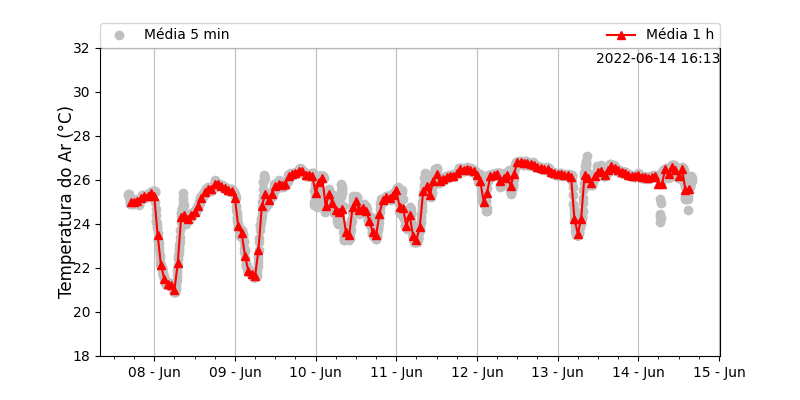 Média 5 min
Média 1 h
2022-06-14 16:13
Temperatura do Ar (°C)
32
30
28
26
24
22
20
18
08 - Jun
09 - Jun
10 - Jun
11 - Jun
12 - Jun
13 - Jun
14 - Jun
15 - Jun